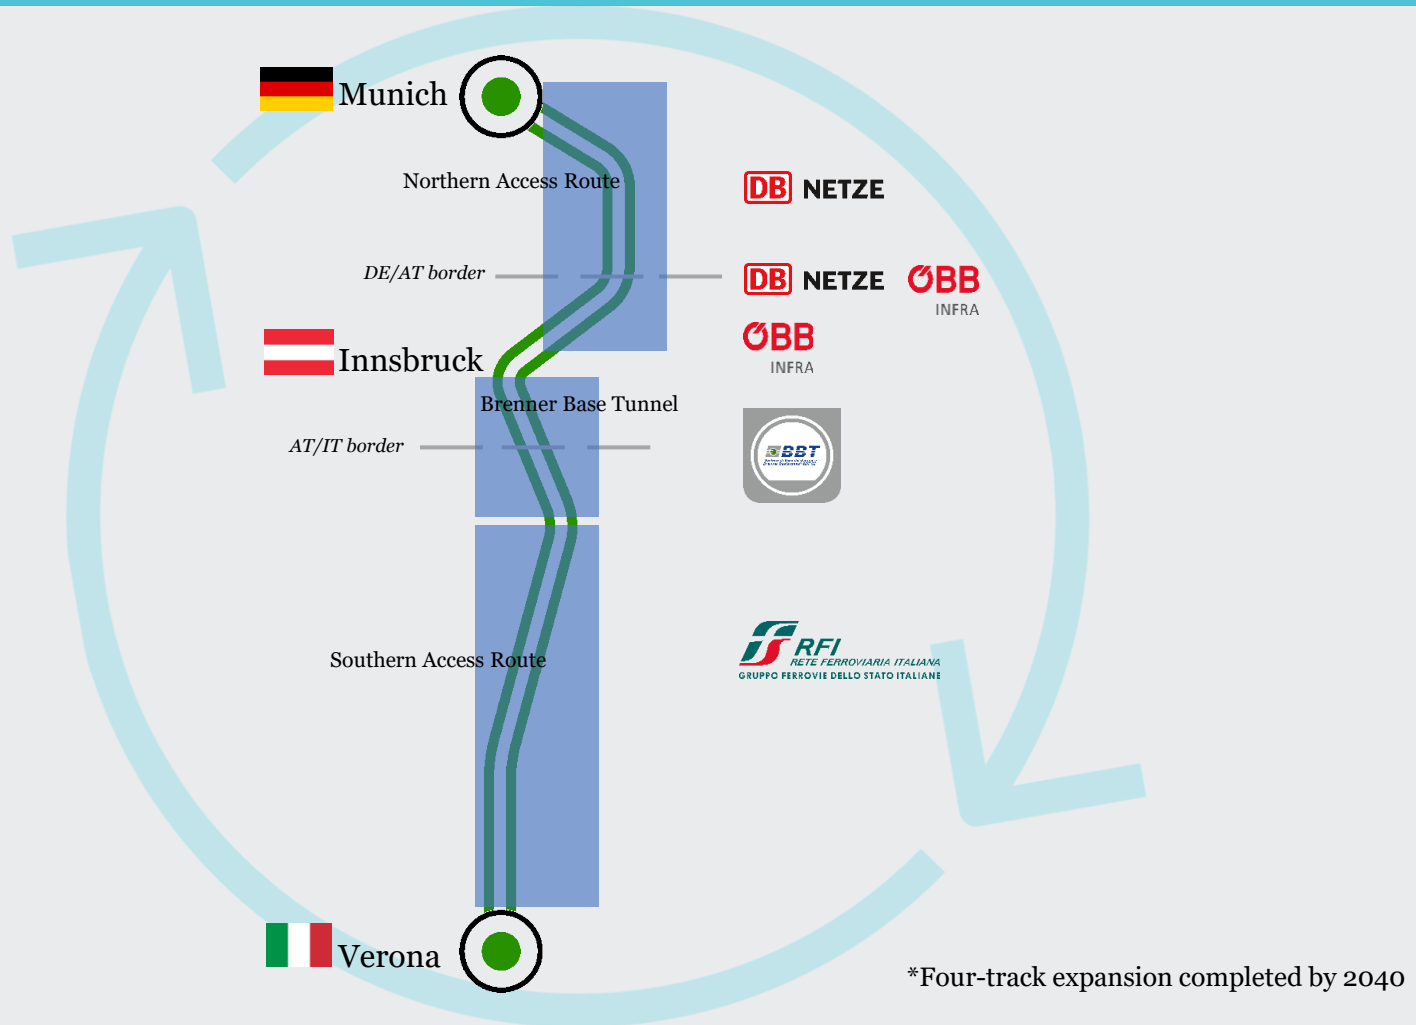 Munich
Northern Access Route
DB NETZE
DE/AT border
DB NETZE
ÖBB
INFRA
ÖBB
INFRA
Innsbruck
Brenner Base Tunnel
AT/IT border
BBT
Southern Access Route
RFI
RETE FERROVIARIA ITALIANA
GRUPPO FERROVIE DELLO STATO ITALIANE
Verona
*Four-track expansion completed by 2040